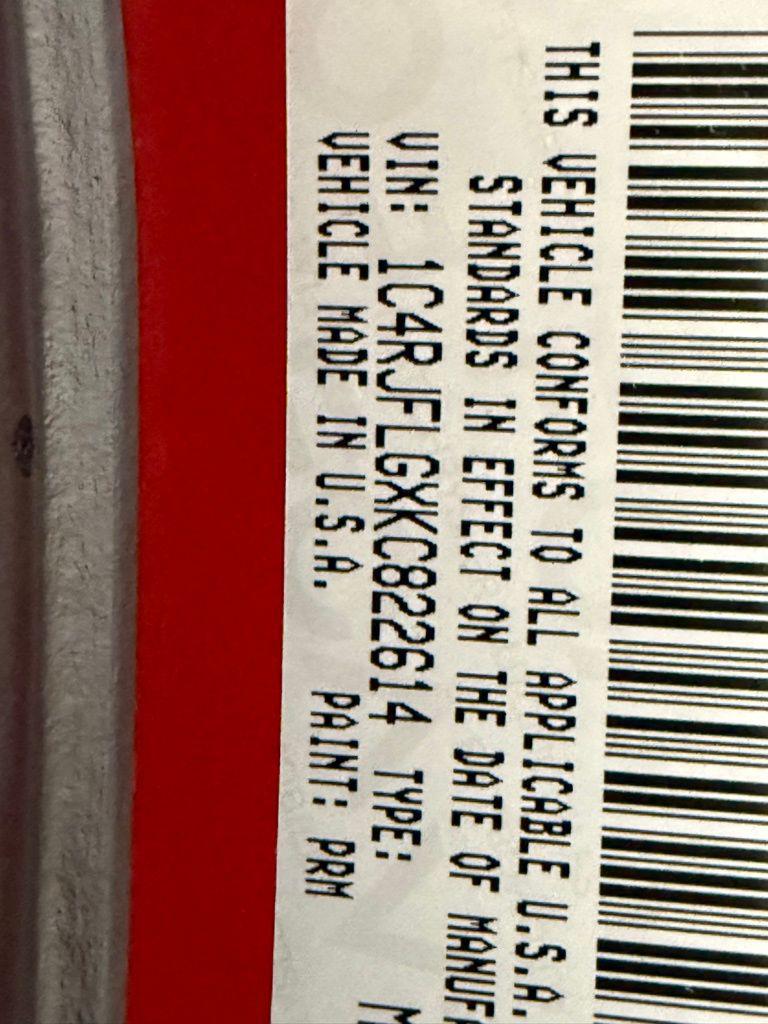 THIS VEHICLE CONFORMS TO ALL APPLICABLE U.S.A.
STANDARDS IN EFFECT ON THE DATE OF MANUF
VIN: 1C4RJFLGXKC822614 TYPE: M
VEHICLE MADE IN U.S.A. PAINT: PRM